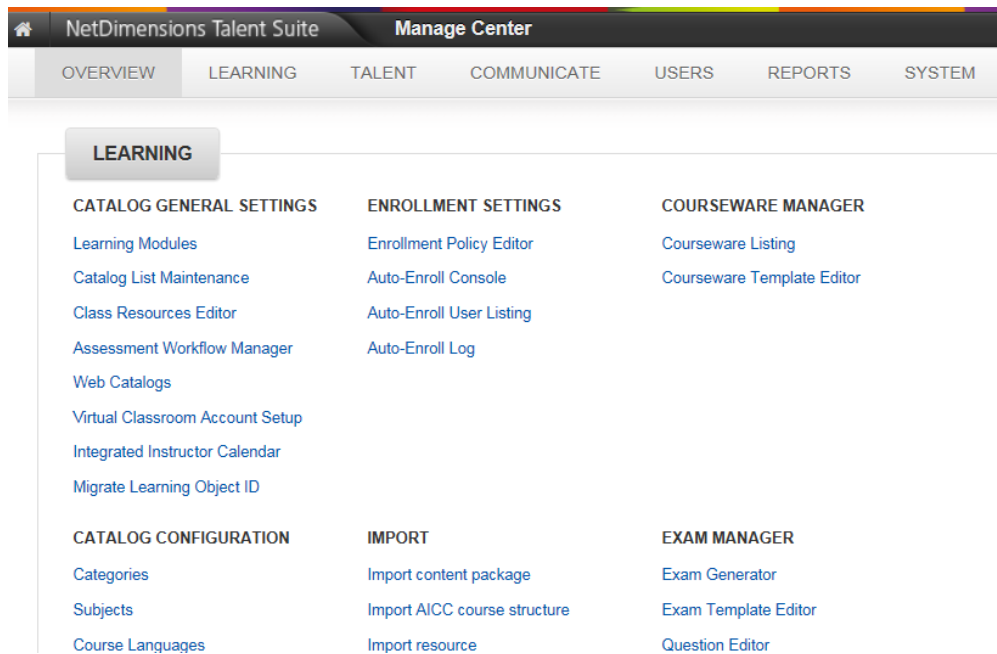 NetDimensions Talent Suite Manage Center
OVERVIEW LEARNING TALENT COMMUNICATE USERS REPORTS SYSTEM
LEARNING
CATALOG GENERAL SETTINGS ENROLLMENT SETTINGS COURSEWARE MANAGER
Learning Modules Enrollment Policy Editor Courseware Listing
Catalog List Maintenance Auto-Enroll Console Courseware Template Editor
Class Resources Editor Auto-Enroll User Listing
Assessment Workflow Manager Auto-Enroll Log
Web Catalogs
Virtual Classroom Account Setup
Integrated Instructor Calendar
Migrate Learning Object ID
CATALOG CONFIGURATION IMPORT EXAM MANAGER
Categories Import content package Exam Generator
Subjects Import AICC course structure Exam Template Editor
Course Languages Import resource Question Editor